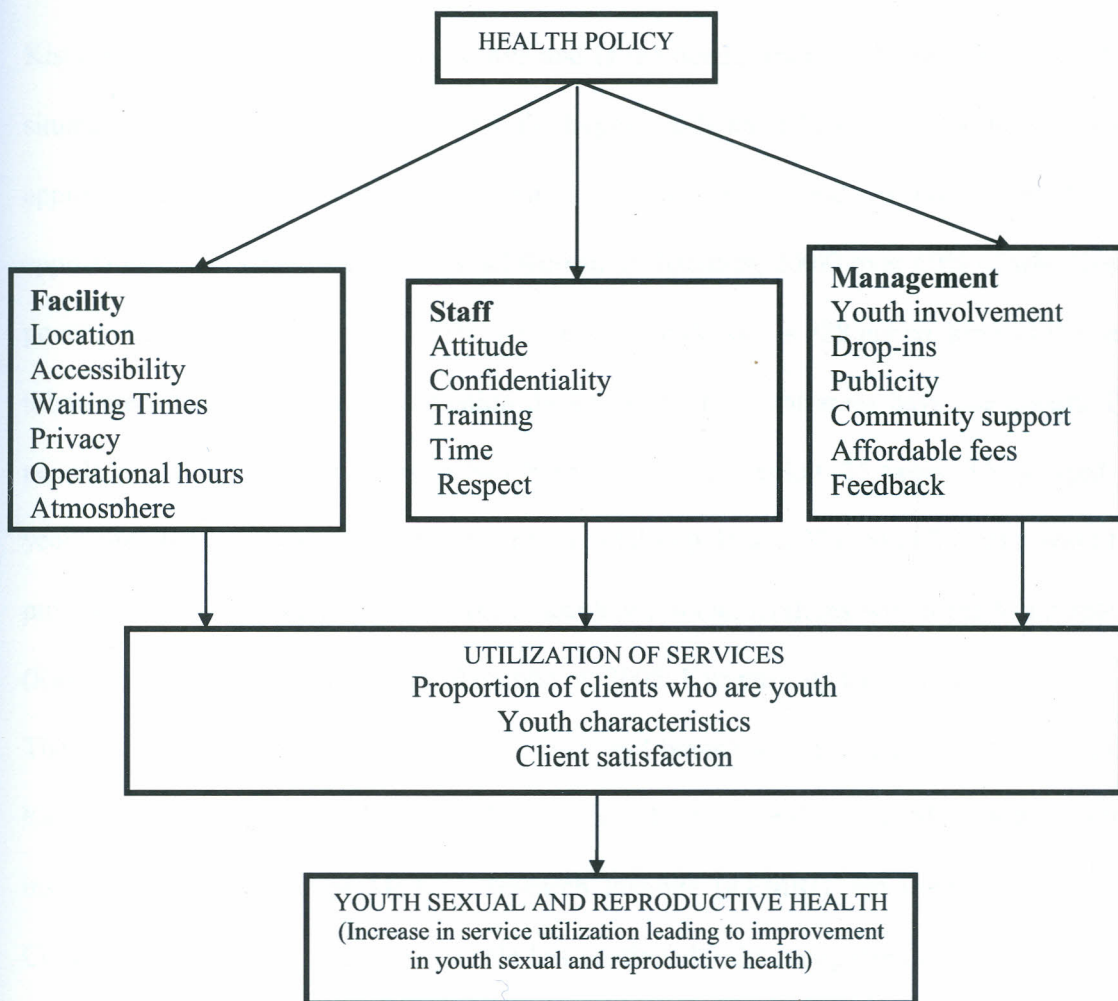 HEALTH POLICY
Facility
Location
Accessibility
Waiting Times
Privacy
Operational hours
Atmosphere
Staff
Attitude
Confidentiality
Training
Time
Respect
Management
Youth involvement
Drop-ins
Publicity
Community support
Affordable fees
Feedback
UTILIZATION OF SERVICES
Proportion of clients who are youth
Youth characteristics
Client satisfaction
YOUTH SEXUAL AND REPRODUCTIVE HEALTH
(Increase in service utilization leading to improvement
in youth sexual and reproductive health)